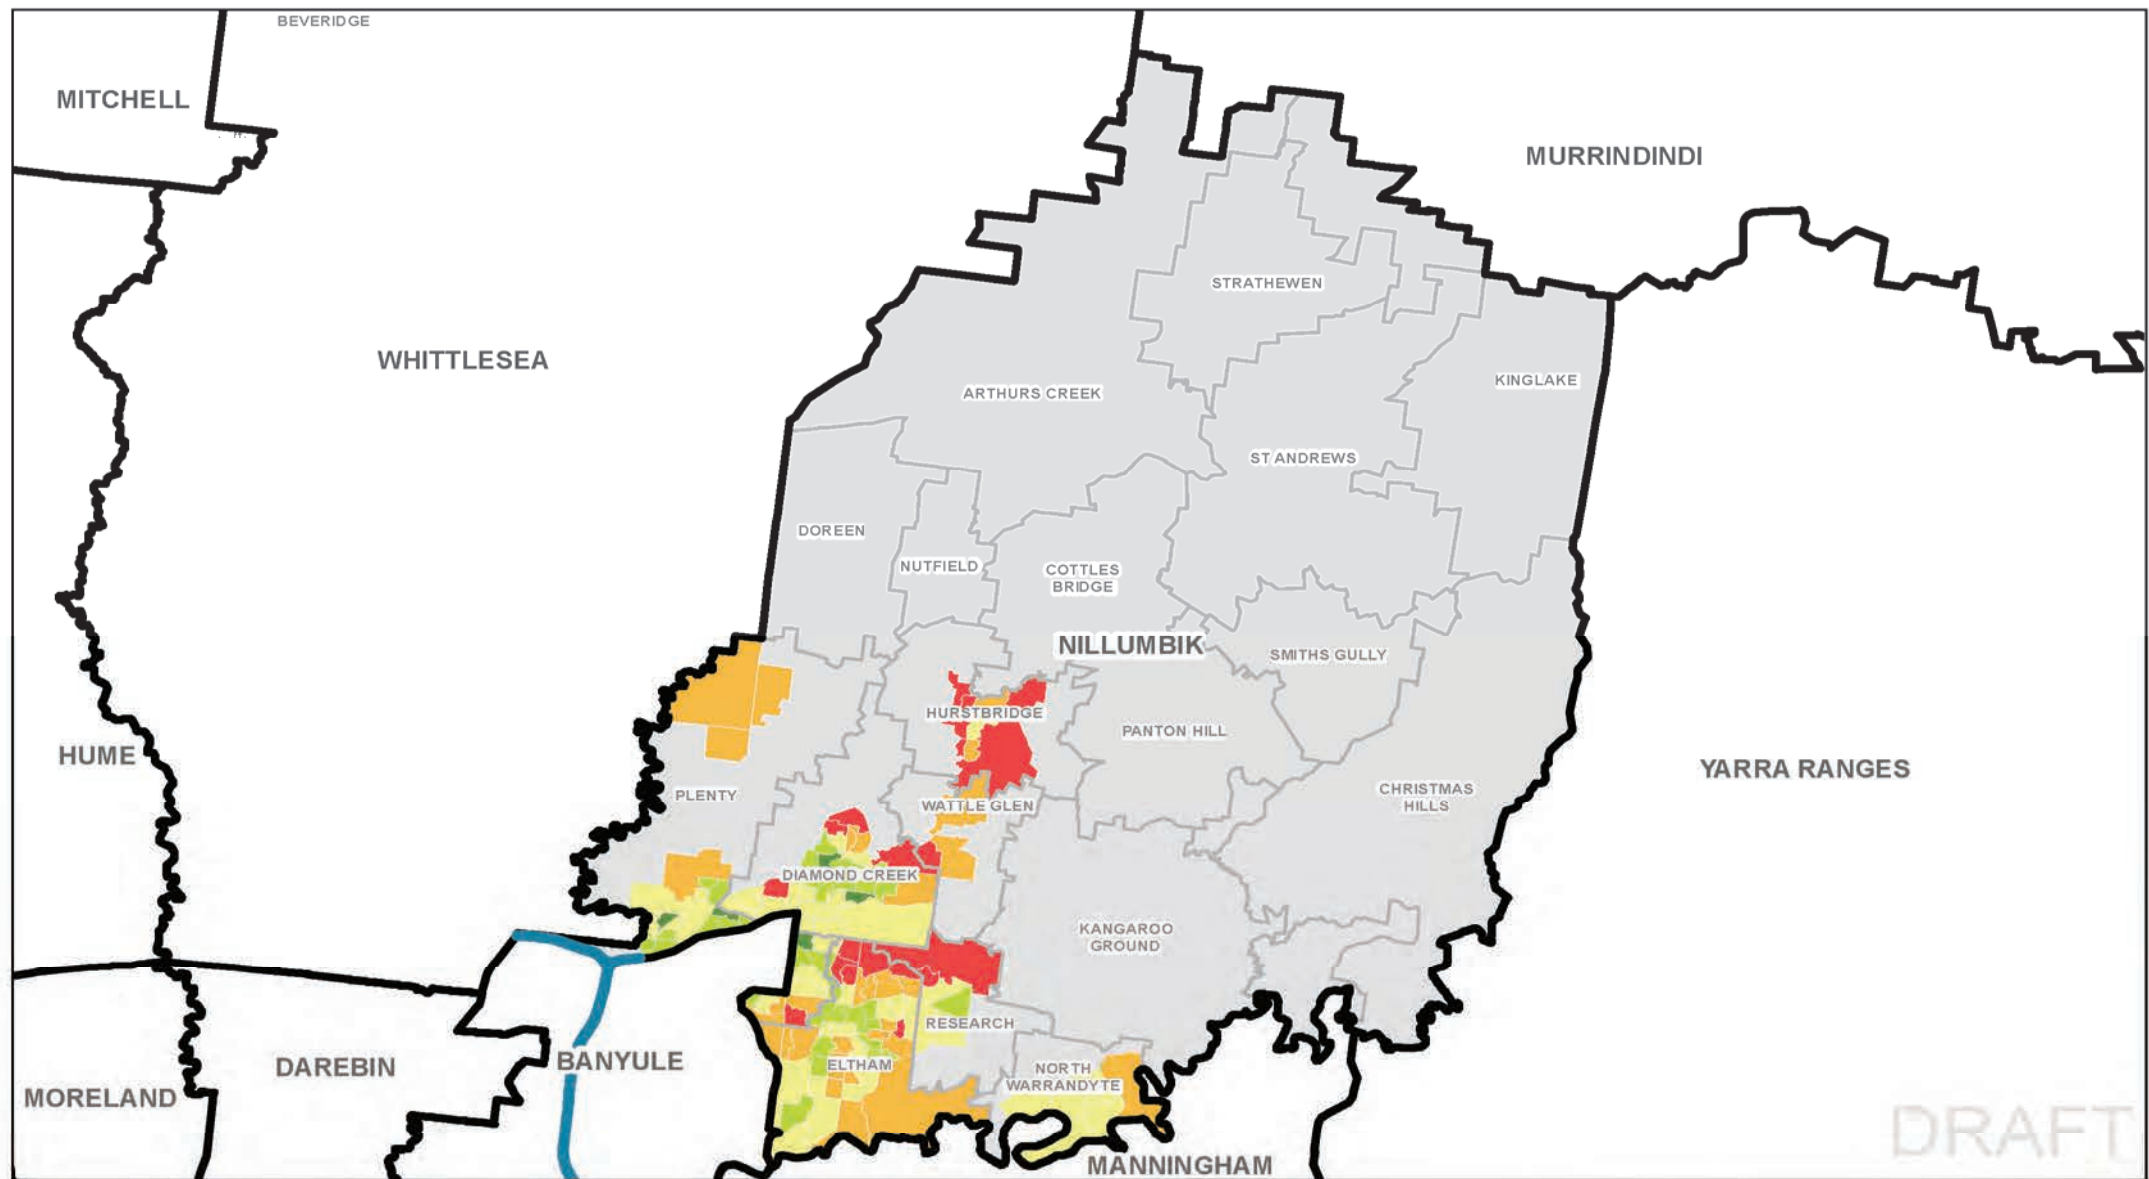 BEVERIDGE
MITCHELL
MURRINDINDI
STRATHEWEN
WHITTLESEA
KINGLAKE
ARTHURS CREEK
ST ANDREWS
DOREEN
NUTFIELD
COTTLES
BRIDGE
NILLUMBIK
SMITHS GULLY
HURSTBRIDGE
PANTON HILL
HUME
YARRA RANGES
PLENTY
WATTLE GLEN
CHRISTMAS
HILLS
DIAMOND CREEK
KANGAROO
GROUND
RESEARCH
DAREBIN
BANYULE
ELTHAM
NORTH
WARRANDYTE
MORELAND
MANNINGHAM
DRAFT